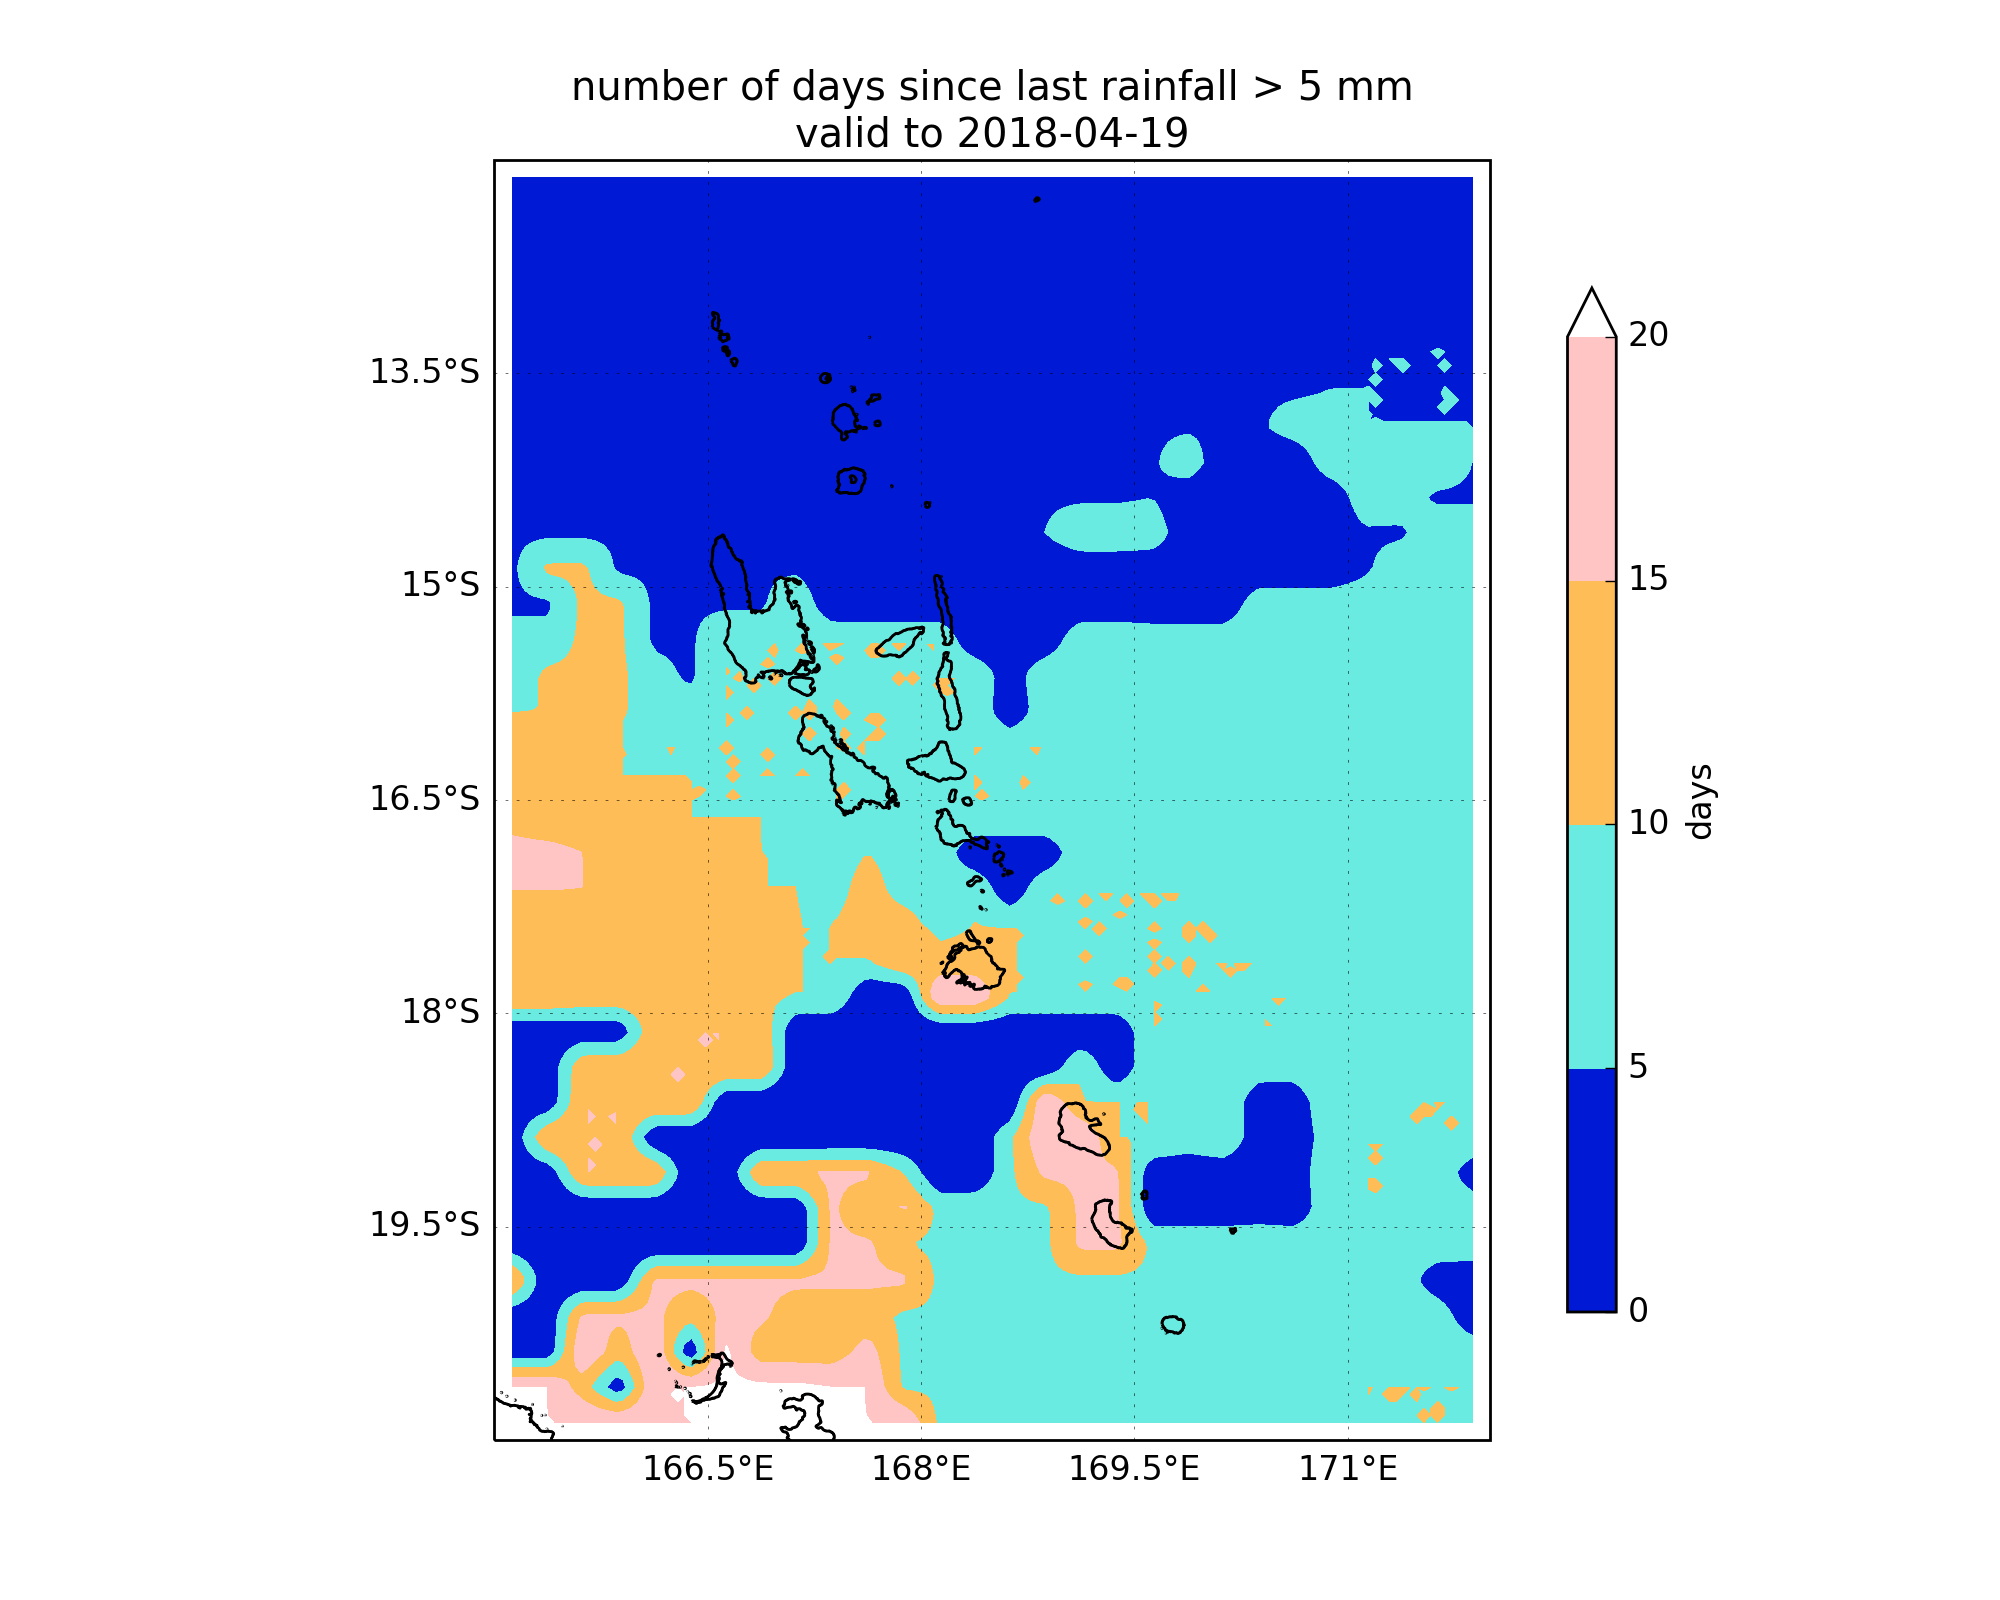 number of days since last rainfall > 5 mm
valid to 2018-04-19
13.5°S
15°S
16.5°S
18°S
19.5°S
166.5°E
168°E
169.5°E
171°E
20
15
10
5
0
days